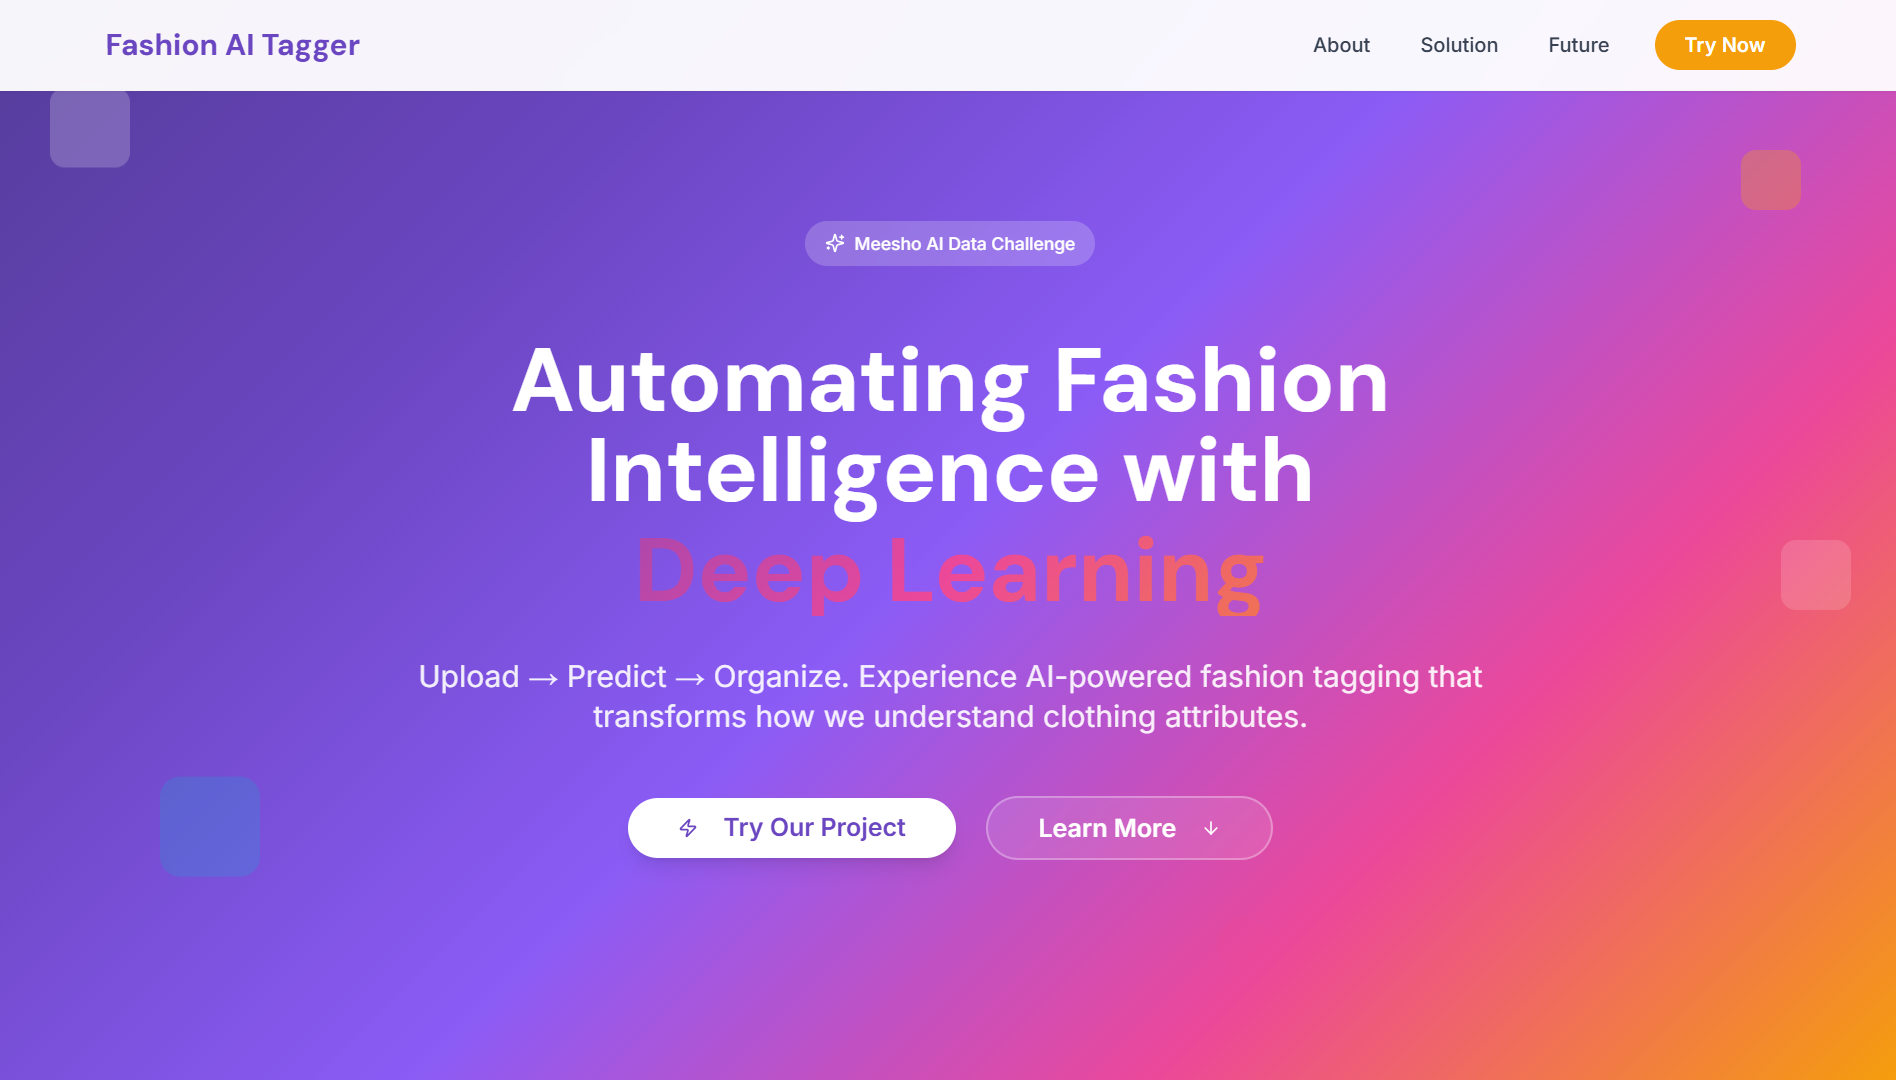 Fashion AI Tagger
About
Solution
Future
Try Now
Meesho AI Data Challenge
Automating Fashion
Intelligence with
Deep Learning
Upload → Predict → Organize. Experience AI-powered fashion tagging that
transforms how we understand clothing attributes.
Try Our Project
Learn More ↓